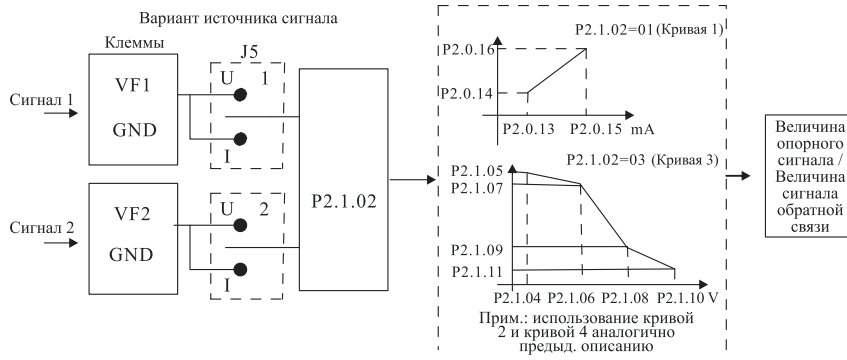 Вариант источника сигнала
Клеммы
J5
Сигнал 1
VF1
GND
U 1
I
Сигнал 2
VF2
GND
U 2
I
P2.1.02
P2.1.02=01 (Кривая 1)
P2.0.16
P2.0.14
P2.0.13 P2.0.15 mA
P2.1.02=03 (Кривая 3)
P2.1.05
P2.1.07
P2.1.09
P2.1.11
P2.1.04 P2.1.06 P2.1.08 P2.1.10 V
Прим.: использование кривой
2 и кривой 4 аналогично
предыд. описанию
Величина
опорного
сигнала /
Величина
сигнала
обратной
связи